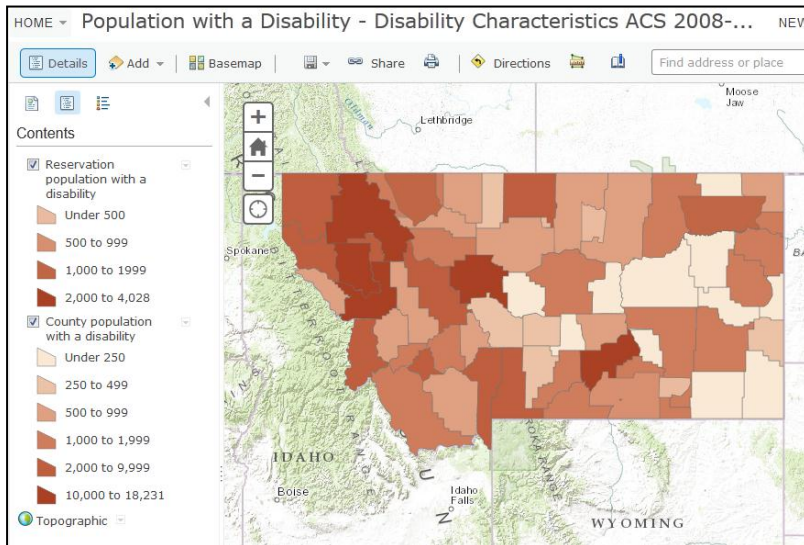 HOME Population with a Disability - Disability Characteristics ACS 2008-... NEW
Details Add Basemap Share Directions Find address or place
Contents
Reservation
population with a
disability
Under 500
500 to 999
1,000 to 1999
2,000 to 4,028
County population
with a disability
Under 250
250 to 499
500 to 999
1,000 to 1,999
2,000 to 9,999
10,000 to 18,231
Topographic
Moose
Jaw
Oldman
Lethbridge
Spokane
BITTERROOT RANGE
IDAHO
Boise
Idaho
Falls
WYOMING